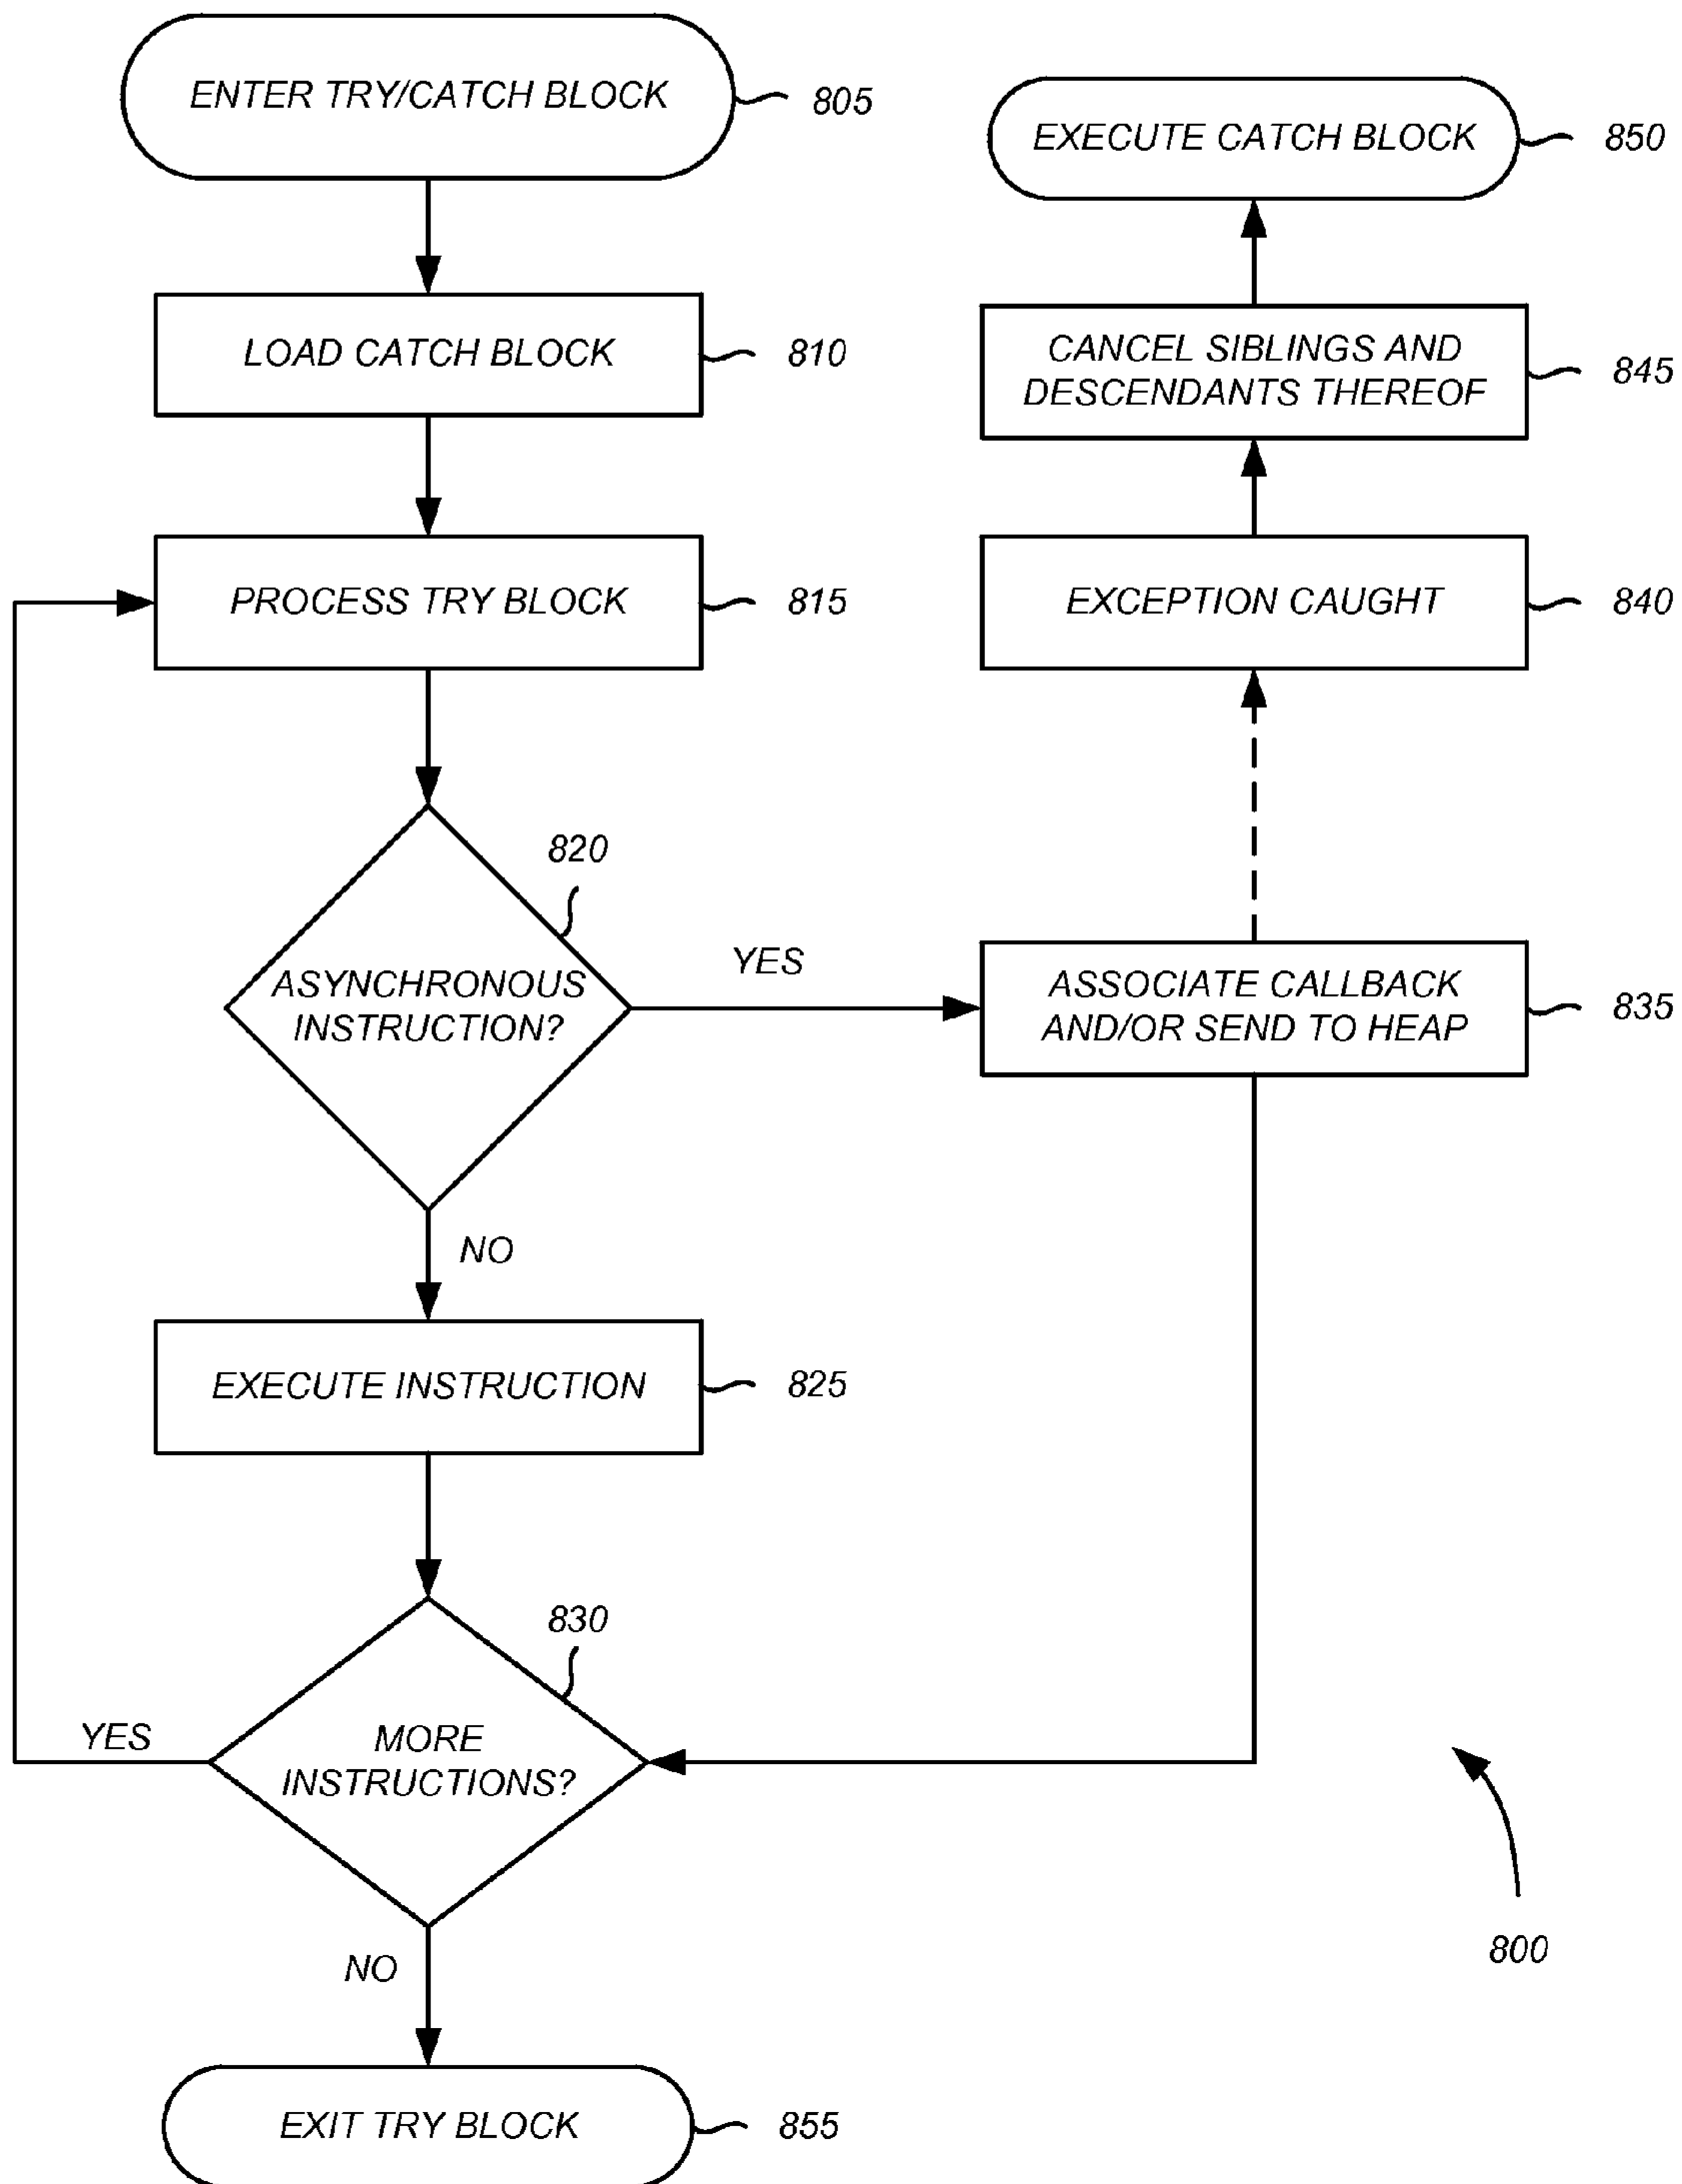 ENTER TRY/CATCH BLOCK
805
LOAD CATCH BLOCK
810
PROCESS TRY BLOCK
815
820
ASYNCHRONOUS
INSTRUCTION?
YES
NO
EXECUTE INSTRUCTION
825
830
MORE
INSTRUCTIONS?
YES
NO
EXIT TRY BLOCK
855
EXECUTE CATCH BLOCK
850
CANCEL SIBLINGS AND
DESCENDANTS THEREOF
845
EXCEPTION CAUGHT
840
ASSOCIATE CALLBACK
AND/OR SEND TO HEAP
835
800